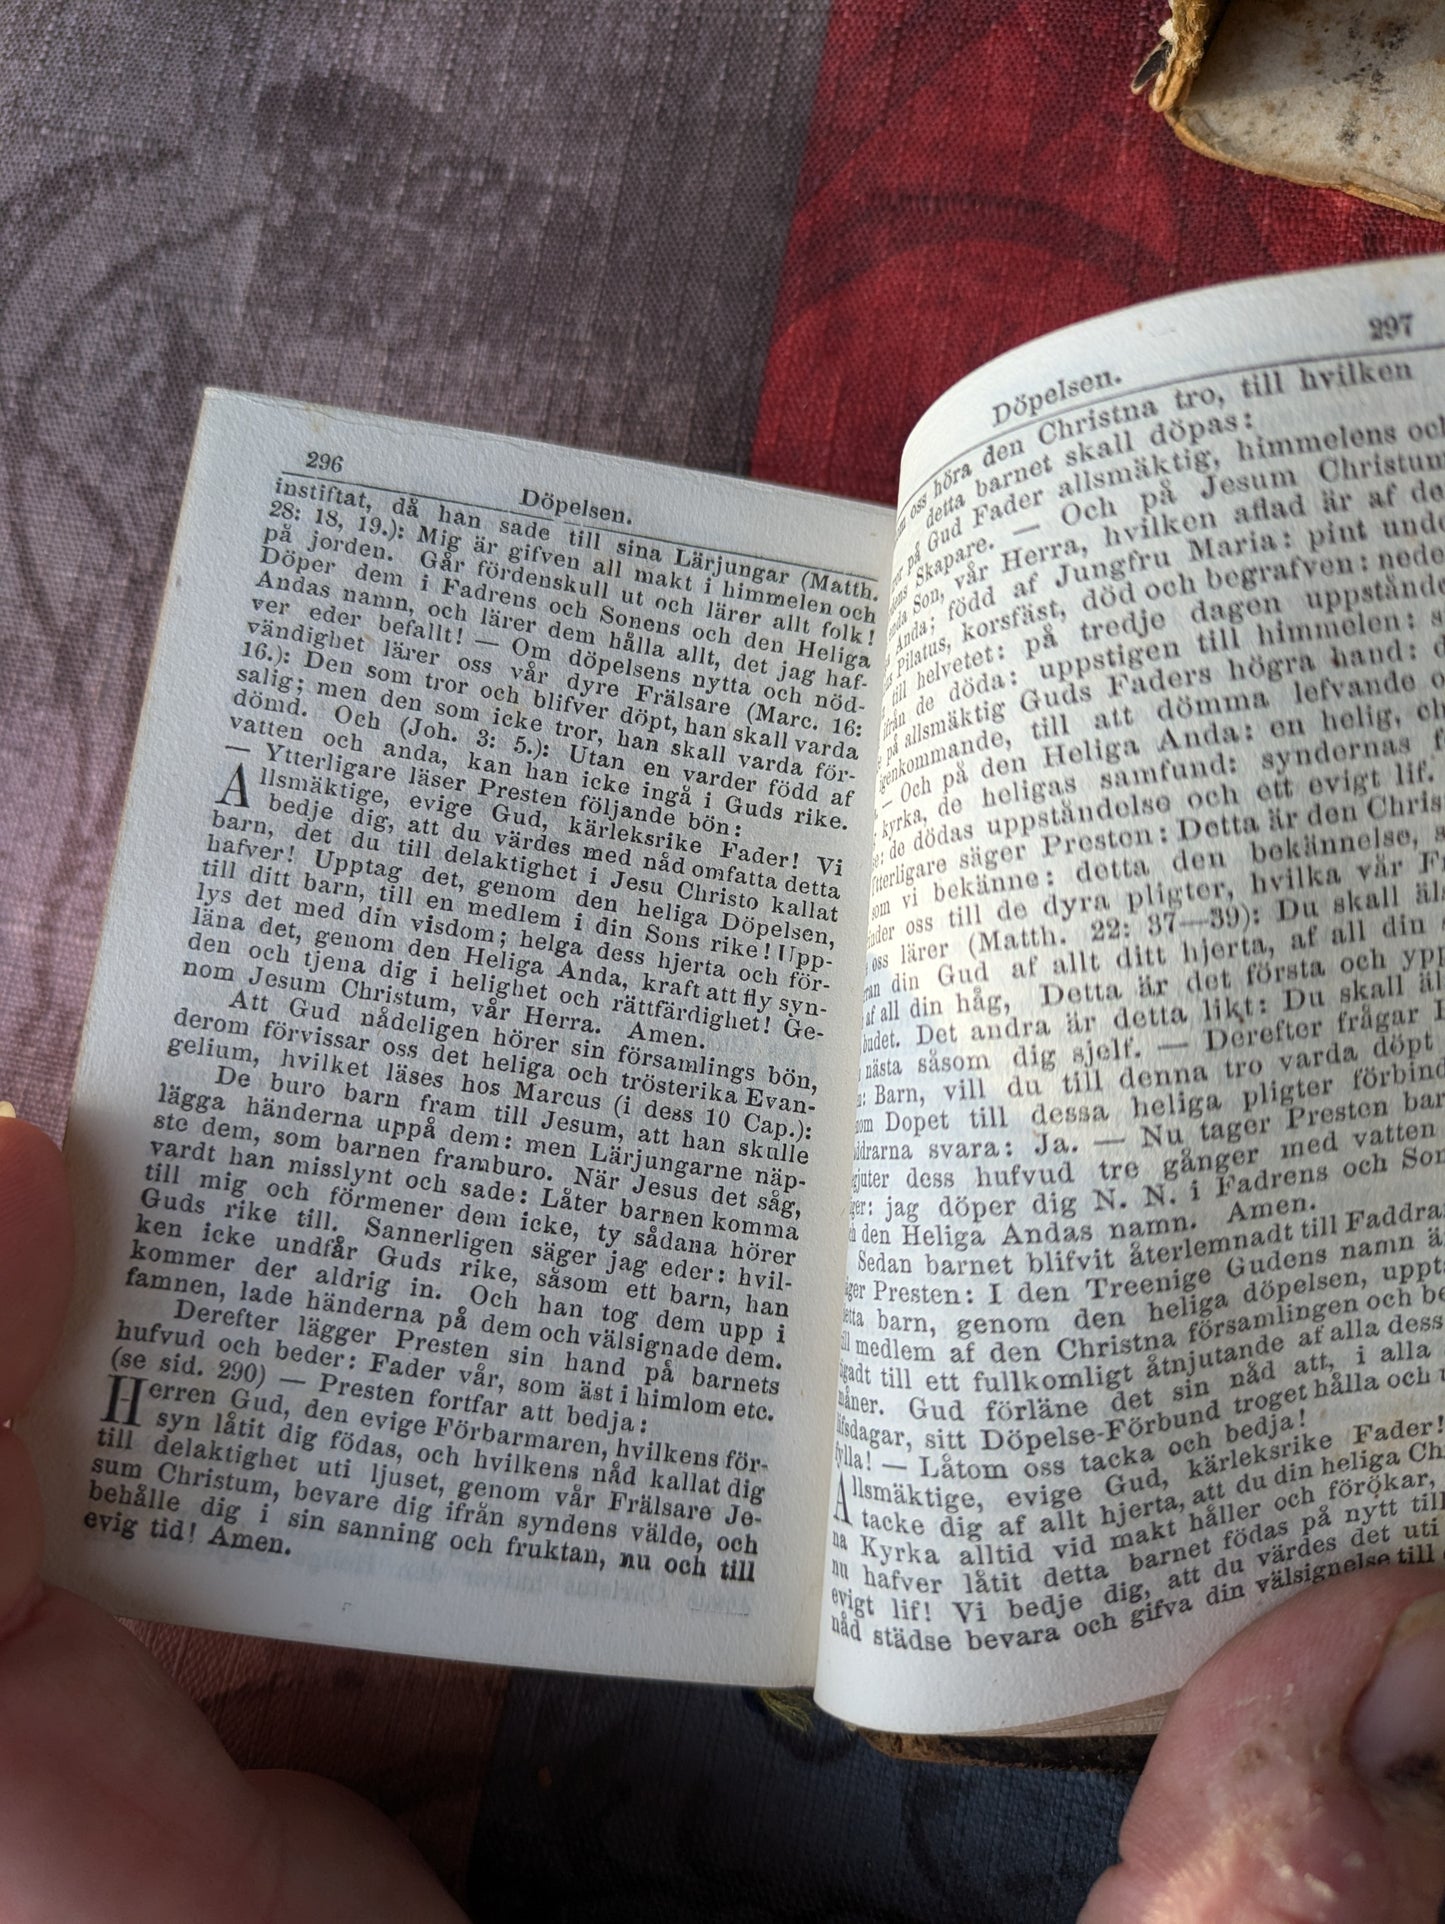 296
Döpelsen.
instiftat, då han sade till sina Lärjungar (Matth.
28: 18, 19.): Mig är gifven all makt i himmelen och
på jorden. Går fördenskull ut och lärer allt folk!
Döper dem i Fadrens och Sonens och den Heliga
Andas namn, och lärer dem hålla allt, det jag haf-
ver eder befallt! — Om döpelsens nytta och nöd-
vändighet lärer oss vår dyre Frälsare (Marc. 16:
16.): Den som tror och blifver döpt, han skall varda
salig; men den som icke tror, han skall varda för-
dömd. Och (Joh. 3: 5.): Utan en varder född af
vatten och anda, kan han icke ingå i Guds rike.
— Ytterligare läser Presten följande bön:
Allsmäktige, evige Gud, kärleksrike Fader! Vi
bedje dig, att du värdes med nåd omfatta detta
barn, det du till delaktighet i Jesu Christo kallat
hafver! Upptag det, genom den heliga Döpelsen,
till ditt barn, till en medlem i din Sons rike! Upp-
lys det med din visdom; helga dess hjerta och för-
läna det, genom den Heliga Anda, kraft att fly syn-
den och tjena dig i helighet och rättfärdighet! Ge-
nom Jesum Christum, vår Herra. Amen.
Att Gud nådeligen hörer sin församlings bön,
derom förvissar oss det heliga och trösterika Evan-
gelium, hvilket läses hos Marcus (i dess 10 Cap.):
De buro barn fram till Jesum, att han skulle
lägga händerna uppå dem: men Lärjungarne näp-
ste dem, som barnen framburo. När Jesus det såg,
vardt han misslynt och sade: Låter barnen komma
till mig och förmener dem icke, ty sådana hörer
Guds rike till. Sannerligen säger jag eder: hvil-
ken icke undfår Guds rike, såsom ett barn, han
kommer der aldrig in. Och han tog dem upp i
famnen, lade händerna på dem och välsignade dem.
Derefter lägger Presten sin hand på barnets
hufvud och beder: Fader vår, som äst i himlom etc.
(se sid. 290) — Presten fortfar att bedja:
Herren Gud, den evige Förbarmaren, hvilkens för-
syn låtit dig födas, och hvilkens nåd kallat dig
till delaktighet uti ljuset, genom vår Frälsare Je-
sum Christum, bevare dig ifrån syndens välde, och
behålle dig i sin sanning och fruktan, nu och till
evig tid! Amen.
Döpelsen.
297
oss höra den Christna tro, till hvilken
detta barnet skall döpas:
på Gud Fader allsmäktig, himmelens och
Skapare. — Och på Jesum Christum
Son, vår Herra, hvilken aflad är af
Anda; född af Jungfru Maria: pint
Pilatus, korsfäst, död och begrafven:
till helvetet: på tredje dagen
ifrån de döda: uppstigen till himmelen:
på allsmäktig Guds Faders högra hand:
till att dömma lefvande
— Och på den Heliga Anda: en helig,
kyrka, de heligas samfund: syndernas
de dödas uppståndelse och ett evigt lif.
säger Presten: Detta är den
som vi bekänne: detta den bekännelse,
oss till de dyra pligter, hvilka vår
oss lärer (Matth. 22: 37—39): Du skall
din Gud af allt ditt hjerta, af all din
af all din håg, Detta är det första och
Det andra är detta likt: Du skall
nästa såsom dig sjelf. — Derefter frågar
Barn, vill du till denna tro varda döpt
Dopet till dessa heliga pligter
svara: Ja. — Nu tager Presten
dess hufvud tre gånger med vatten
jag döper dig N. N. i Fadrens och
den Heliga Andas namn. Amen.
Sedan barnet blifvit återlemnadt till
Presten: I den Treenige Gudens namn
barn, genom den heliga döpelsen,
medlem af den Christna församlingen och
till ett fullkomligt åtnjutande af alla dess
Gud förläne det sin nåd att, i alla
sitt Döpelse-Förbund troget hålla och
— Låtom oss tacka och bedja!
Allsmäktige, evige Gud, kärleksrike Fader!
tacke dig af allt hjerta, att du din heliga
na Kyrka alltid vid makt håller och förökar,
nu hafver låtit detta barnet födas på nytt till
evigt lif! Vi bedje dig, att du värdes det uti
nåd städse bevara och gifva din välsignelse till